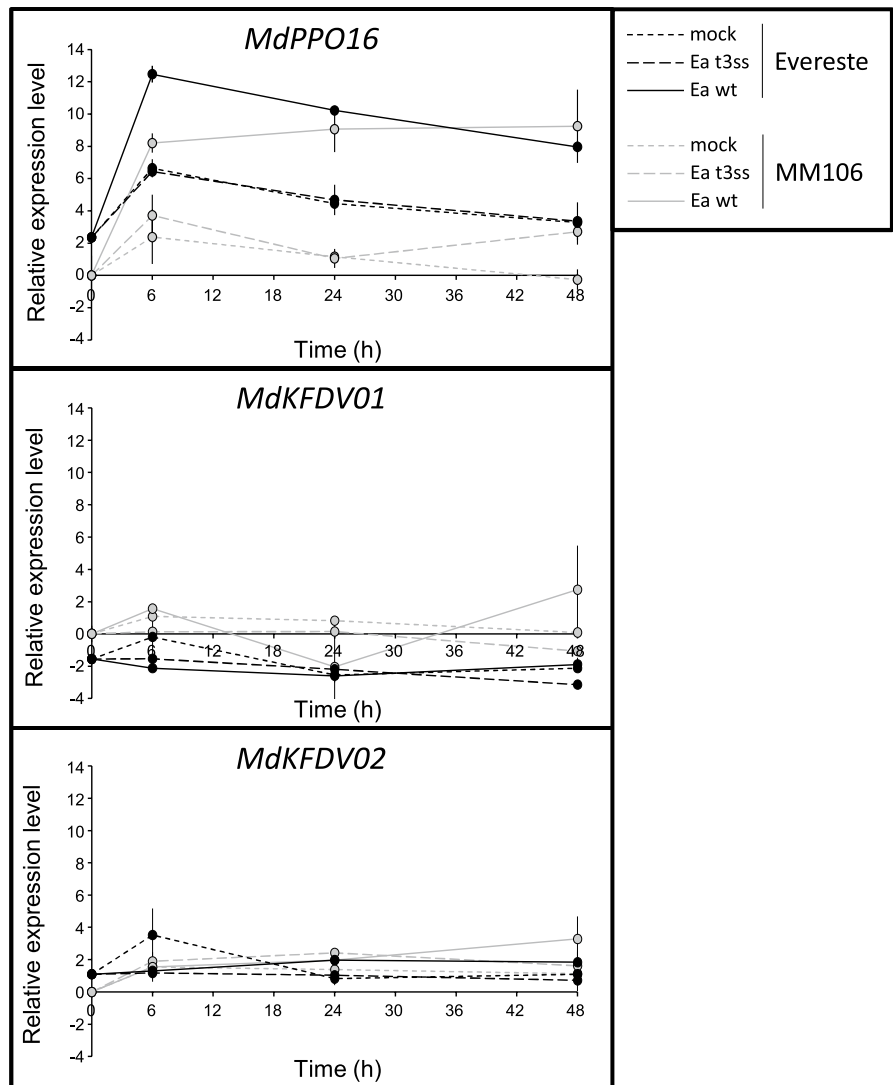 MdPPO16
Relative expression level
14
12
10
8
6
4
2
0
-2
-4
0 6 12 18 24 30 36 42 48
Time (h)
mock
Ea t3ss
Ea wt
Evereste
mock
Ea t3ss
Ea wt
MM106
MdKFDV01
Relative expression level
14
12
10
8
6
4
2
0
-2
-4
0 6 12 18 24 30 36 42 48
Time (h)
MdKFDV02
Relative expression level
14
12
10
8
6
4
2
0
-2
-4
0 6 12 18 24 30 36 42 48
Time (h)